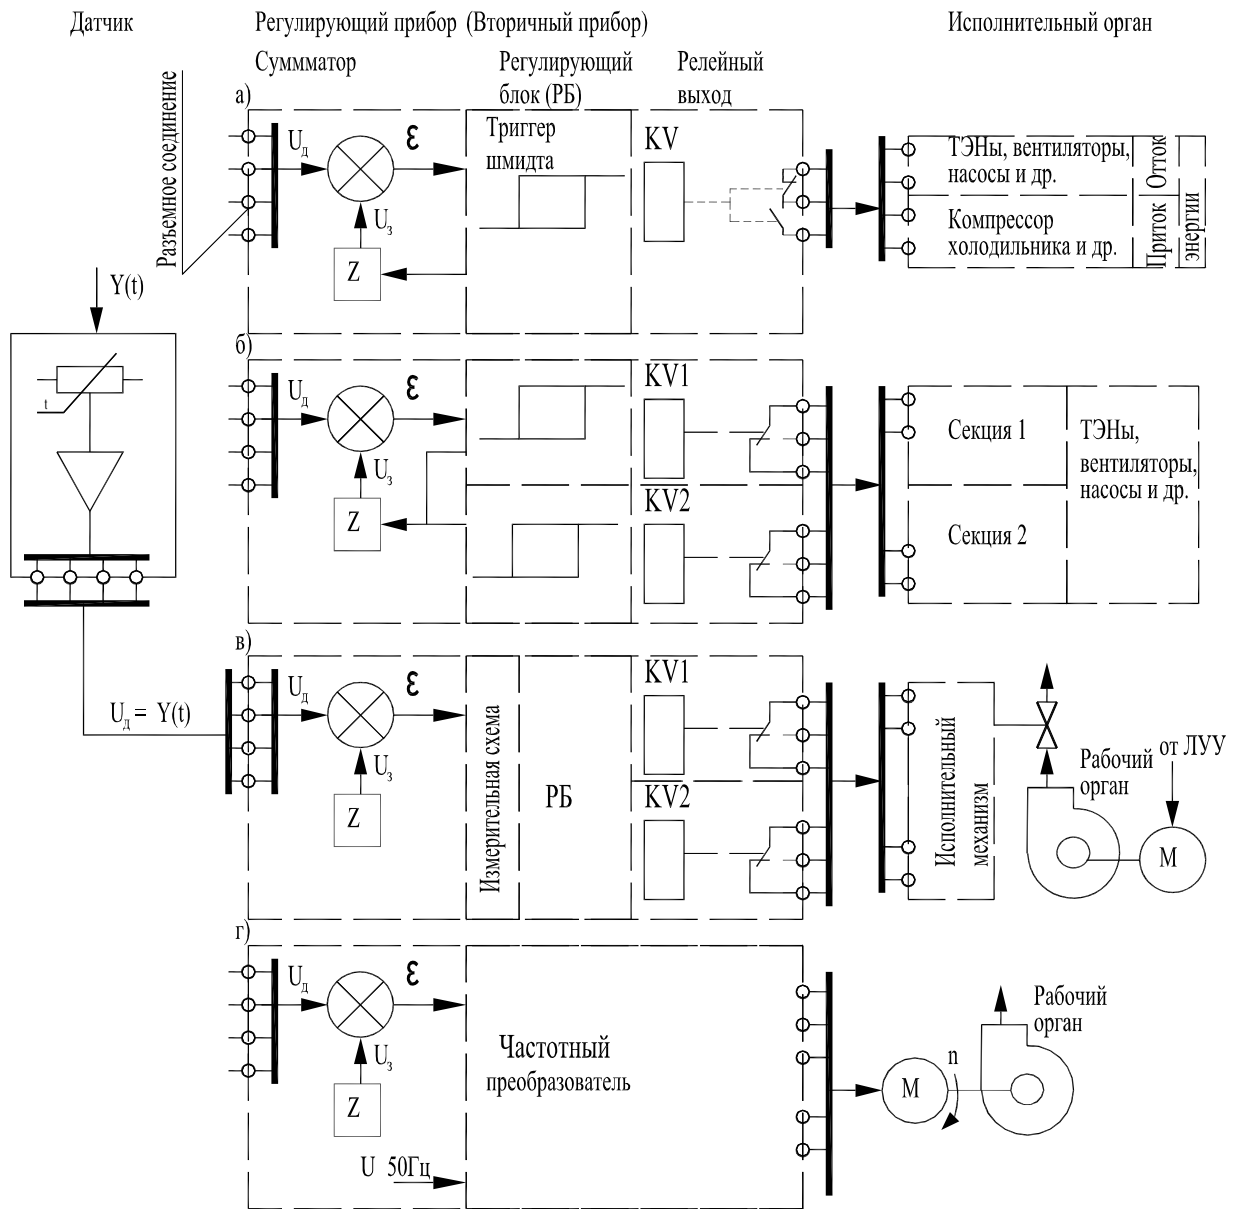 Датчик
Регулирующий прибор (Вторичный прибор)
Исполнительный орган
Суммматор
Регулирующий
блок (РБ)
Релейный
выход
Разъемное соединение
а)
Uд
ε
Uз
Z
Триггер
шмидта
KV
ТЭНы, вентиляторы,
насосы и др.
Компрессор
холодильника и др.
Отток
Приток
энергии
Y(t)
t
Uд = Y(t)
б)
Uд
ε
Uз
Z
KV1
KV2
Секция 1
Секция 2
ТЭНы,
вентиляторы,
насосы и др.
в)
Uд
ε
Uз
Z
Измерительная схема
РБ
KV1
KV2
Исполнительный
механизм
Рабочий
орган
от ЛУУ
М
г)
Uд
ε
Uз
Z
U 50Гц
Частотный
преобразователь
М
n
Рабочий
орган